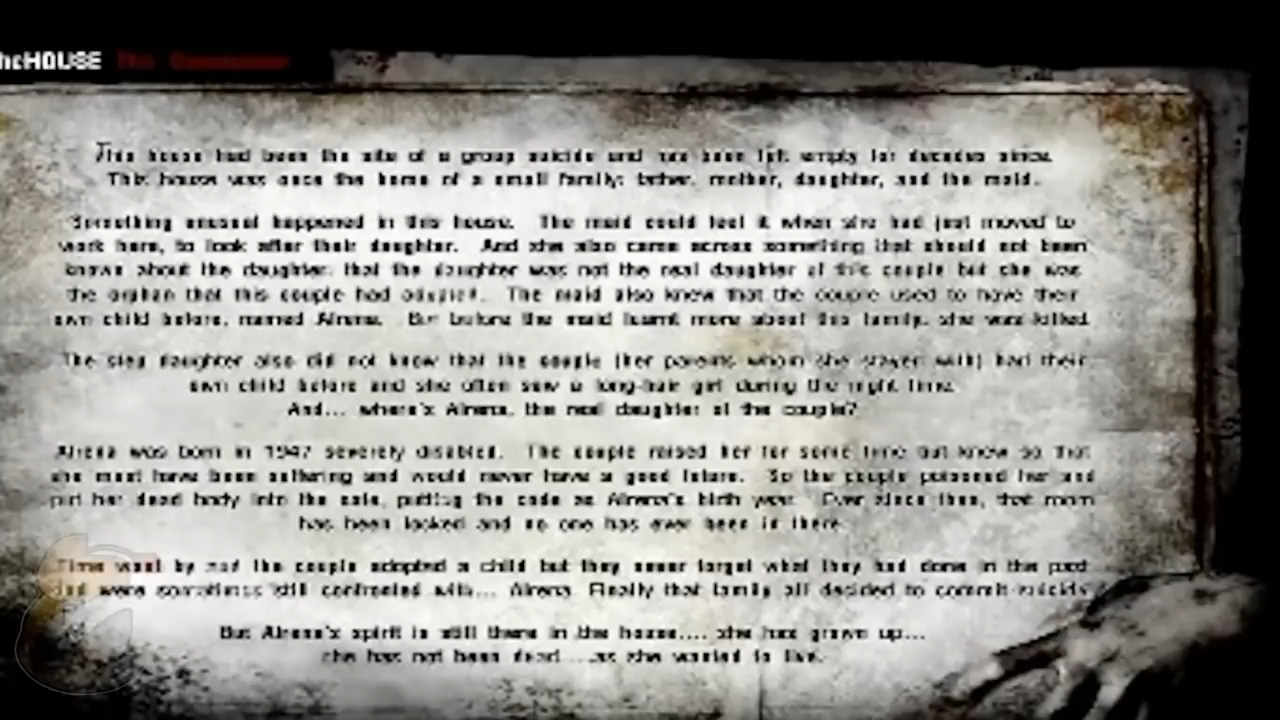 theHOUSE The
This house had been the site of a group suicide and has been left empty for decades since.
This house was once the home of a small family: father, mother, daughter, and the maid.
Something unusual happened in this house. The maid could feel it when she had just moved to
work here, to look after their daughter. And she also came across something that should not been
known about the daughter: that the daughter was not the real daughter of this couple but she was
the orphan that this couple had adopted. The maid also knew that the couple used to have their
own child before, named Alrena. But before the maid learnt more about this family, she was killed.
The step daughter also did not know that the couple (her parents whom she stayed with) had their
own child before and she often saw a long-hair girl during the night time.
And... where's Alrena, the real daughter of the couple?
Alrena was born in 1947 severely disabled. The couple raised her for some time but knew so that
she must have been suffering and would never have a good future. So the couple poisoned her and
put her dead body into the safe, putting the code as Alrena's birth year. Ever since then, that room
has been locked and no one has ever been in there.
Time went by and the couple adopted a child but they never forget what they had done in the past
and were sometimes still confronted with... Alrena. Finally that family all decided to commit suicide
But Alrena's spirit is still there in the house.... she has grown up...
she has not been dead....as she wanted to live.